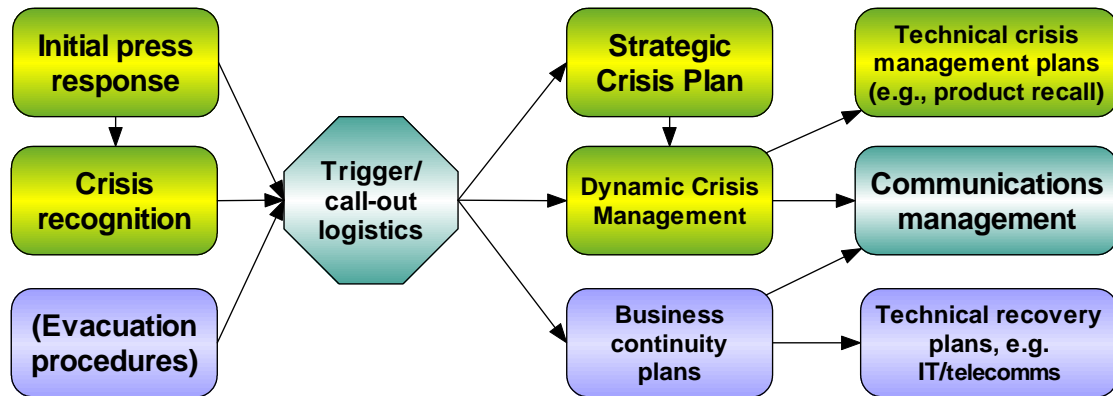 Initial press
response
Strategic
Crisis Plan
Technical crisis
management plans
(e.g., product recall)
Crisis
recognition
Trigger/
call-out
logistics
Dynamic Crisis
Management
Communications
management
(Evacuation
procedures)
Business
continuity
plans
Technical recovery
plans, e.g.
IT/telecomms